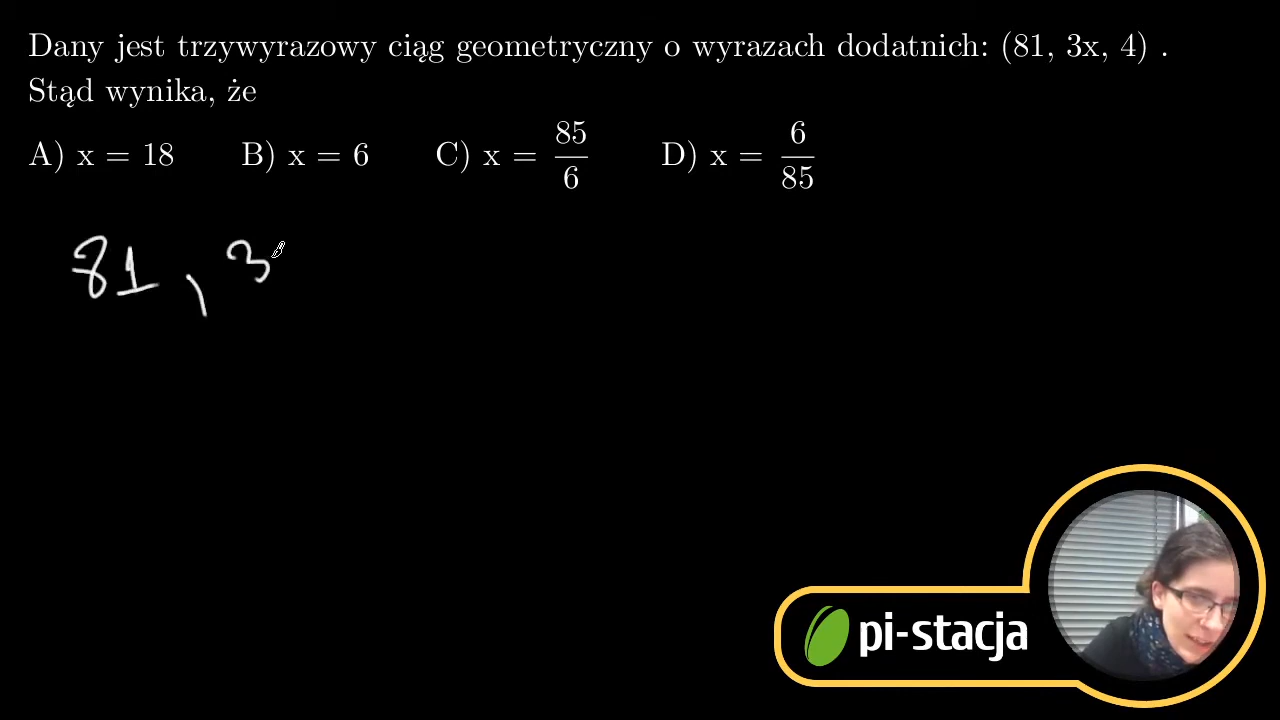 Dany jest trzywyrazowy ciąg geometryczny o wyrazach dodatnich: (81, 3x, 4) .
Stąd wynika, że
A) x = 18 B) x = 6 C) x = 85/6 D) x = 6/85
81 , 3
pi-stacja